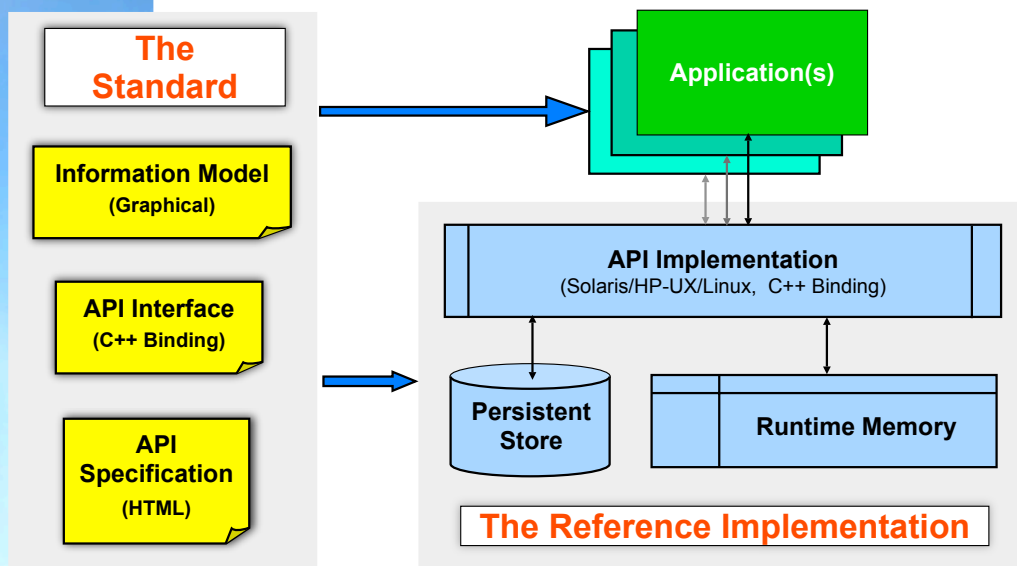 The
Standard
Information Model
(Graphical)
API Interface
(C++ Binding)
API
Specification
(HTML)
Application(s)
API Implementation
(Solaris/HP-UX/Linux, C++ Binding)
Persistent
Store
Runtime Memory
The Reference Implementation